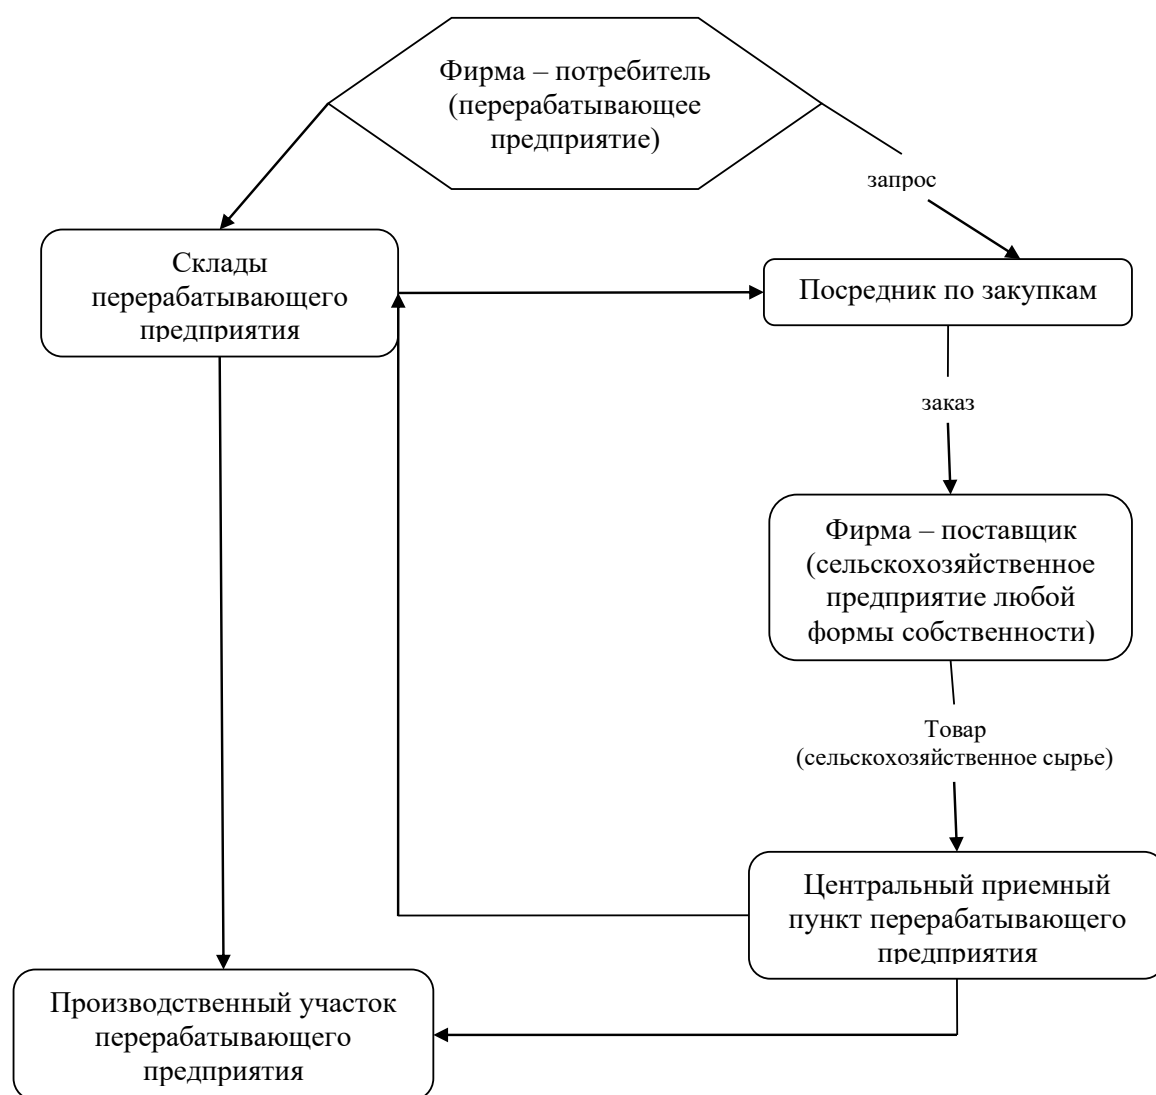 Фирма – потребитель
(перерабатывающее
предприятие)
запрос
Склады
перерабатывающего
предприятия
Посредник по закупкам
заказ
Фирма – поставщик
(сельскохозяйственное
предприятие любой
формы собственности)
Товар
(сельскохозяйственное сырье)
Центральный приемный
пункт перерабатывающего
предприятия
Производственный участок
перерабатывающего
предприятия